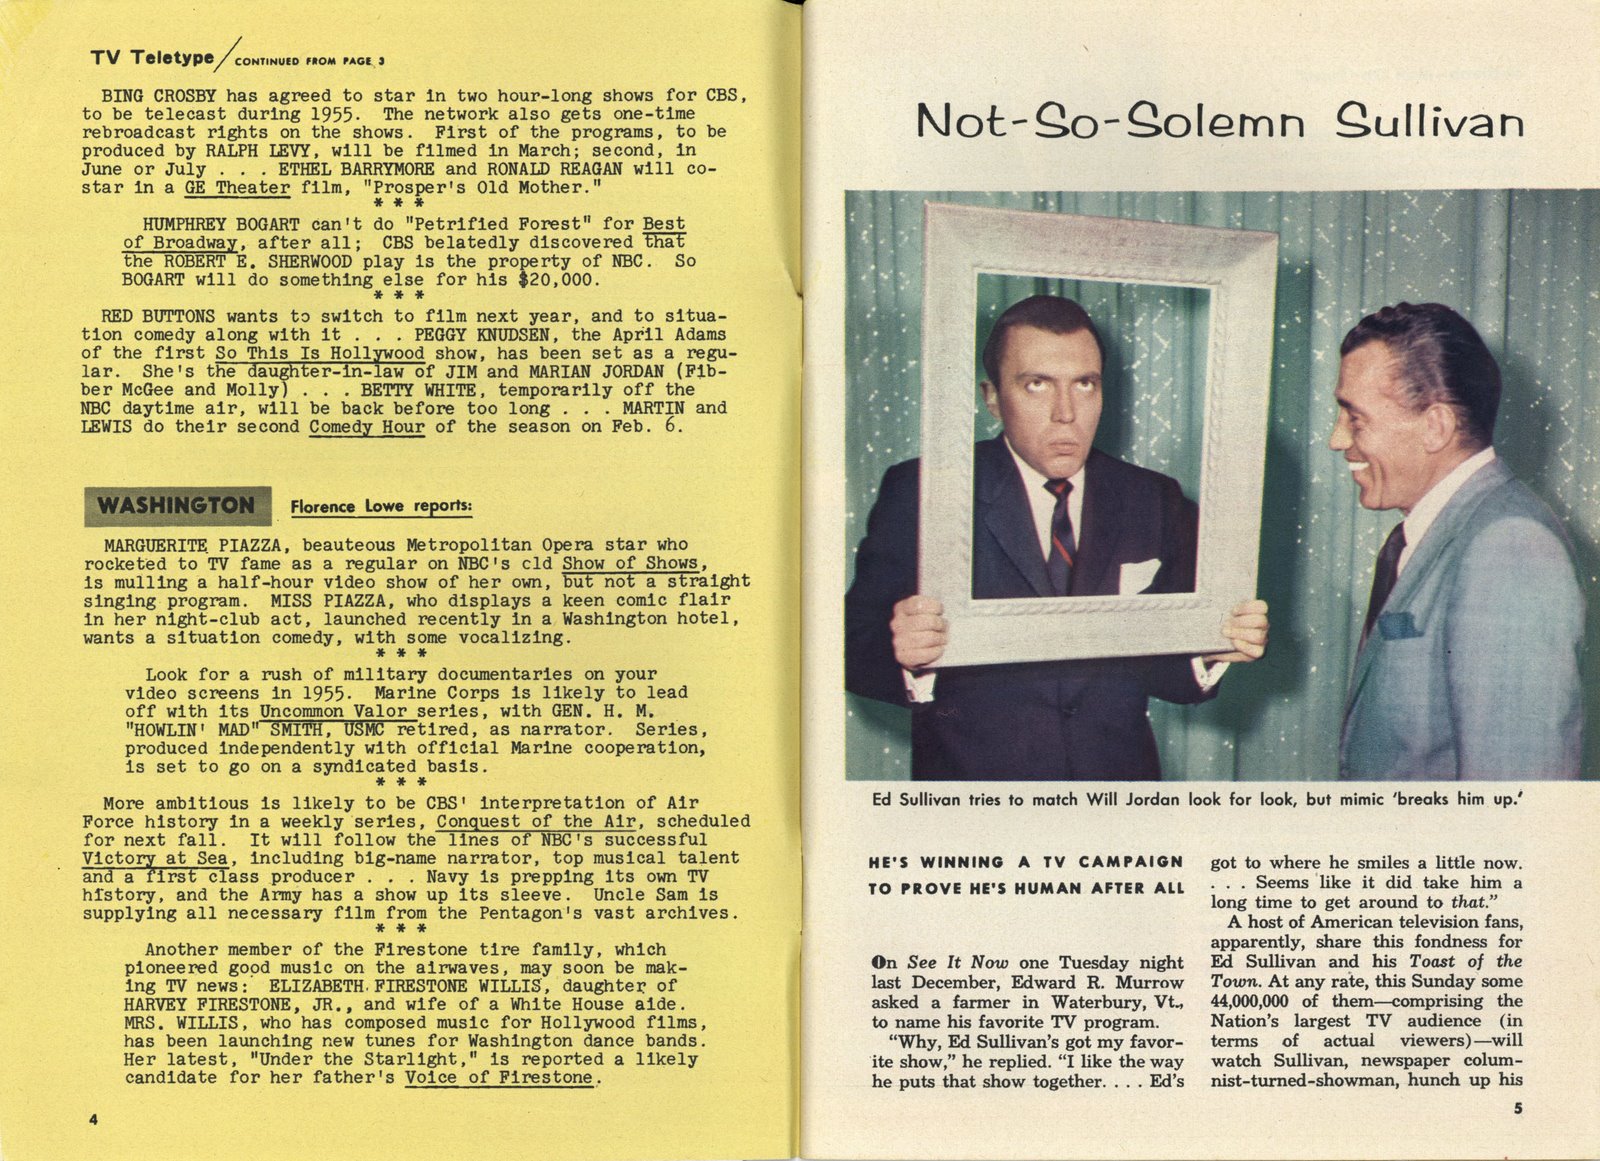 TV Teletype/CONTINUED FROM PAGE 3
BING CROSBY has agreed to star in two hour-long shows for CBS,
to be telecast during 1955. The network also gets one-time
rebroadcast rights on the shows. First of the programs, to be
produced by RALPH LEVY, will be filmed in March; second, in
June or July . . . ETHEL BARRYMORE and RONALD REAGAN will co-
star in a GE Theater film, "Prosper's Old Mother."
* * *
HUMPHREY BOGART can't do "Petrified Forest" for Best
of Broadway, after all; CBS belatedly discovered that
the ROBERT E. SHERWOOD play is the property of NBC. So
BOGART will do something else for his $20,000.
* * *
RED BUTTONS wants to switch to film next year, and to situa-
tion comedy along with it . . . PEGGY KNUDSEN, the April Adams
of the first So This Is Hollywood show, has been set as a regu-
lar. She's the daughter-in-law of JIM and MARIAN JORDAN (Fib-
ber McGee and Molly) . . . BETTY WHITE, temporarily off the
NBC daytime air, will be back before too long . . . MARTIN and
LEWIS do their second Comedy Hour of the season on Feb. 6.
WASHINGTON Florence Lowe reports:
MARGUERITE PIAZZA, beauteous Metropolitan Opera star who
rocketed to TV fame as a regular on NBC's old Show of Shows,
is mulling a half-hour video show of her own, but not a straight
singing program. MISS PIAZZA, who displays a keen comic flair
in her night-club act, launched recently in a Washington hotel,
wants a situation comedy, with some vocalizing.
* * *
Look for a rush of military documentaries on your
video screens in 1955. Marine Corps is likely to lead
off with its Uncommon Valor series, with GEN. H. M.
"HOWLIN' MAD" SMITH, USMC retired, as narrator. Series,
produced independently with official Marine cooperation,
is set to go on a syndicated basis.
* * *
More ambitious is likely to be CBS' interpretation of Air
Force history in a weekly series, Conquest of the Air, scheduled
for next fall. It will follow the lines of NBC's successful
Victory at Sea, including big-name narrator, top musical talent
and a first class producer . . . Navy is prepping its own TV
history, and the Army has a show up its sleeve. Uncle Sam is
supplying all necessary film from the Pentagon's vast archives.
* * *
Another member of the Firestone tire family, which
pioneered good music on the airwaves, may soon be mak-
ing TV news: ELIZABETH FIRESTONE WILLIS, daughter of
HARVEY FIRESTONE, JR., and wife of a White House aide.
MRS. WILLIS, who has composed music for Hollywood films,
has been launching new tunes for Washington dance bands.
Her latest, "Under the Starlight," is reported a likely
candidate for her father's Voice of Firestone.
4
Not-So-Solemn Sullivan
Ed Sullivan tries to match Will Jordan look for look, but mimic 'breaks him up.'
HE'S WINNING A TV CAMPAIGN
TO PROVE HE'S HUMAN AFTER ALL
On See It Now one Tuesday night
last December, Edward R. Murrow
asked a farmer in Waterbury, Vt.,
to name his favorite TV program.
"Why, Ed Sullivan's got my favor-
ite show," he replied. "I like the way
he puts that show together. . . . Ed's
got to where he smiles a little now.
. . . Seems like it did take him a
long time to get around to that."
A host of American television fans,
apparently, share this fondness for
Ed Sullivan and his Toast of the
Town. At any rate, this Sunday some
44,000,000 of them—comprising the
Nation's largest TV audience (in
terms of actual viewers)—will
watch Sullivan, newspaper colum-
nist-turned-showman, hunch up his
5